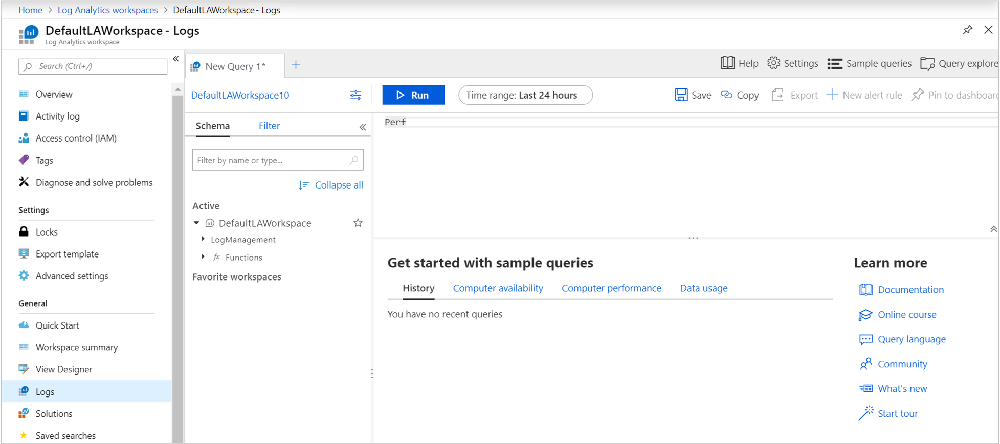 Home > Log Analytics workspaces > DefaultLAWorkspace - Logs
DefaultLAWorkspace - Logs
Log Analytics workspace
Search (Ctrl+/)
Overview
Activity log
Access control (IAM)
Tags
Diagnose and solve problems
Settings
Locks
Export template
Advanced settings
General
Quick Start
Workspace summary
View Designer
Logs
Solutions
Saved searches
New Query 1*
Help Settings Sample queries Query explore
DefaultLAWorkspace10
Run
Time range: Last 24 hours
Save Copy Export New alert rule Pin to dashboard
Schema Filter
Filter by name or type...
Collapse all
Active
DefaultLAWorkspace
LogManagement
fx Functions
Favorite workspaces
Perf
Get started with sample queries
History Computer availability Computer performance Data usage
You have no recent queries
Learn more
Documentation
Online course
Query language
Community
What's new
Start tour